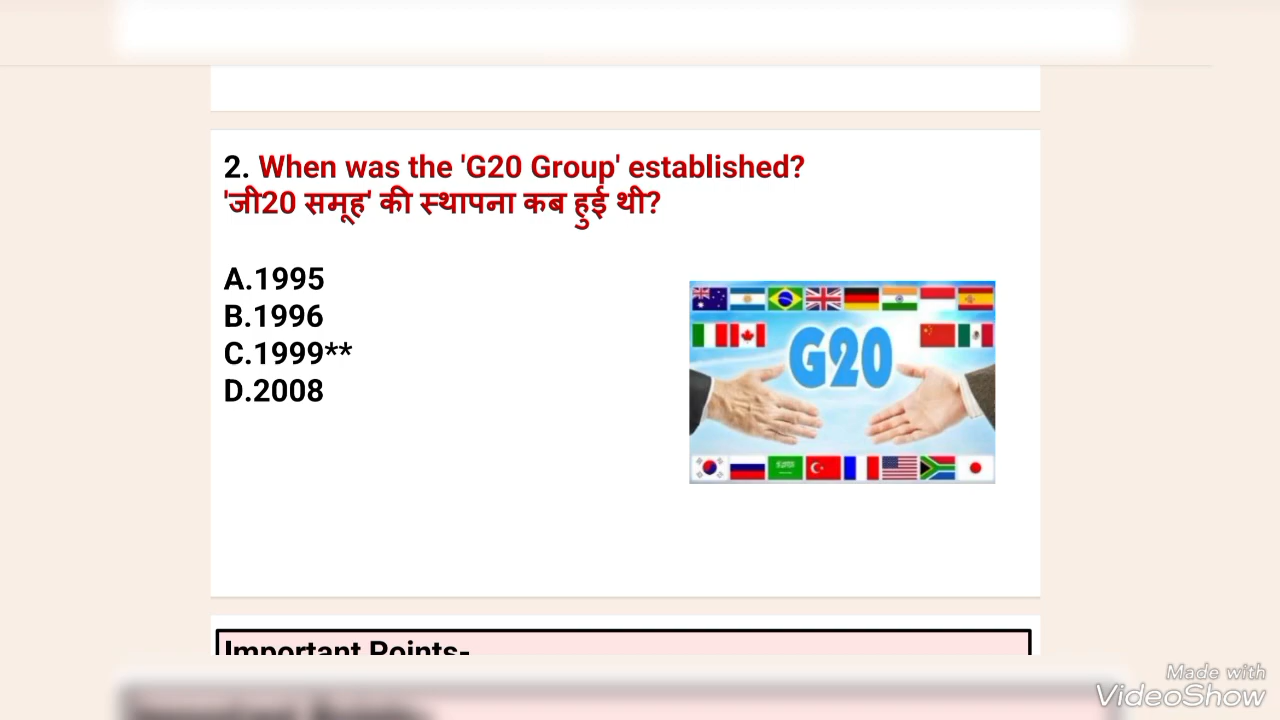 2. When was the 'G20 Group' established?
'जी20 समूह' की स्थापना कब हुई थी?
A.1995
B.1996
C.1999**
D.2008
G20
Important Points-
Made with
VideoShow